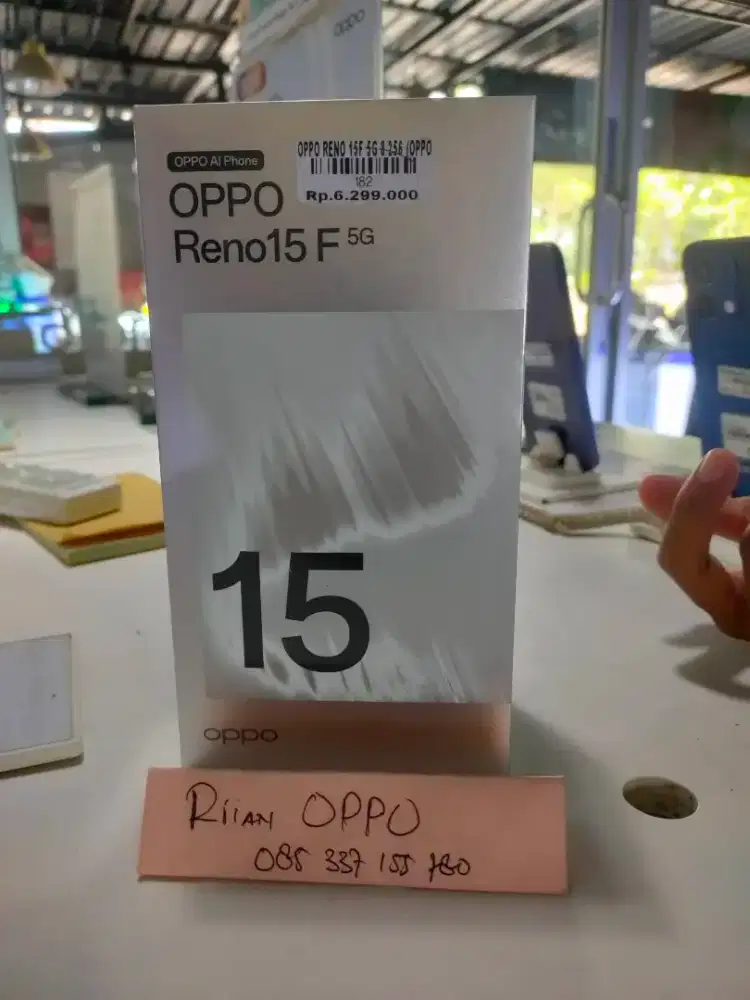 oppo
OPPO AI Phone
OPPO RENO 15F 5G 8-256 /OPPO
182
Rp.6.299.000
OPPO
Reno15 F 5G
15
oppo
RIIAN OPPO
085 337 155 780